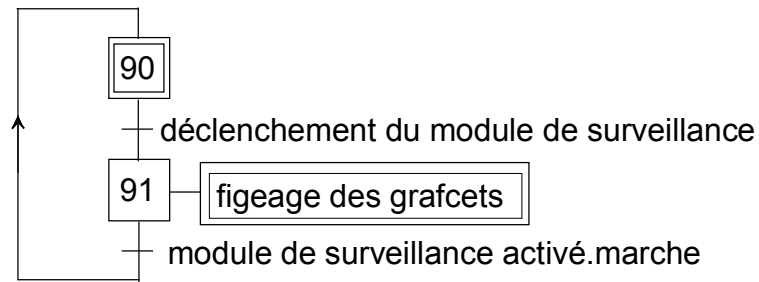 90
déclenchement du module de surveillance
91
figeage des grafcets
module de surveillance activé.marche